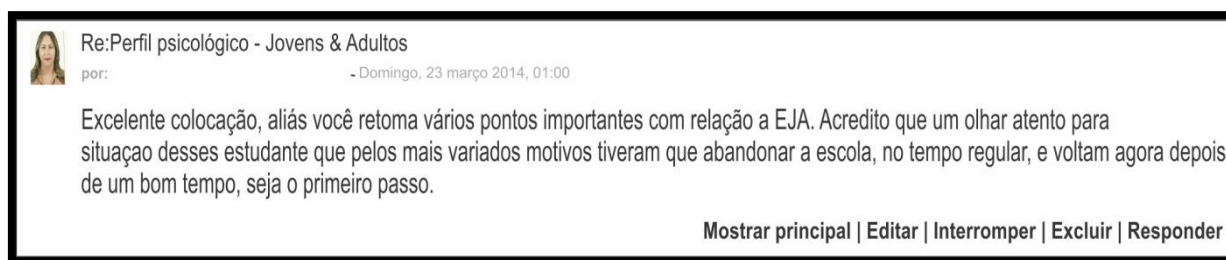 Re:Perfil psicológico - Jovens & Adultos
por: - Domingo, 23 março 2014, 01:00
Excelente colocação, aliás você retoma vários pontos importantes com relação a EJA. Acredito que um olhar atento para
situaçao desses estudante que pelos mais variados motivos tiveram que abandonar a escola, no tempo regular, e voltam agora depois
de um bom tempo, seja o primeiro passo.
Mostrar principal | Editar | Interromper | Excluir | Responder